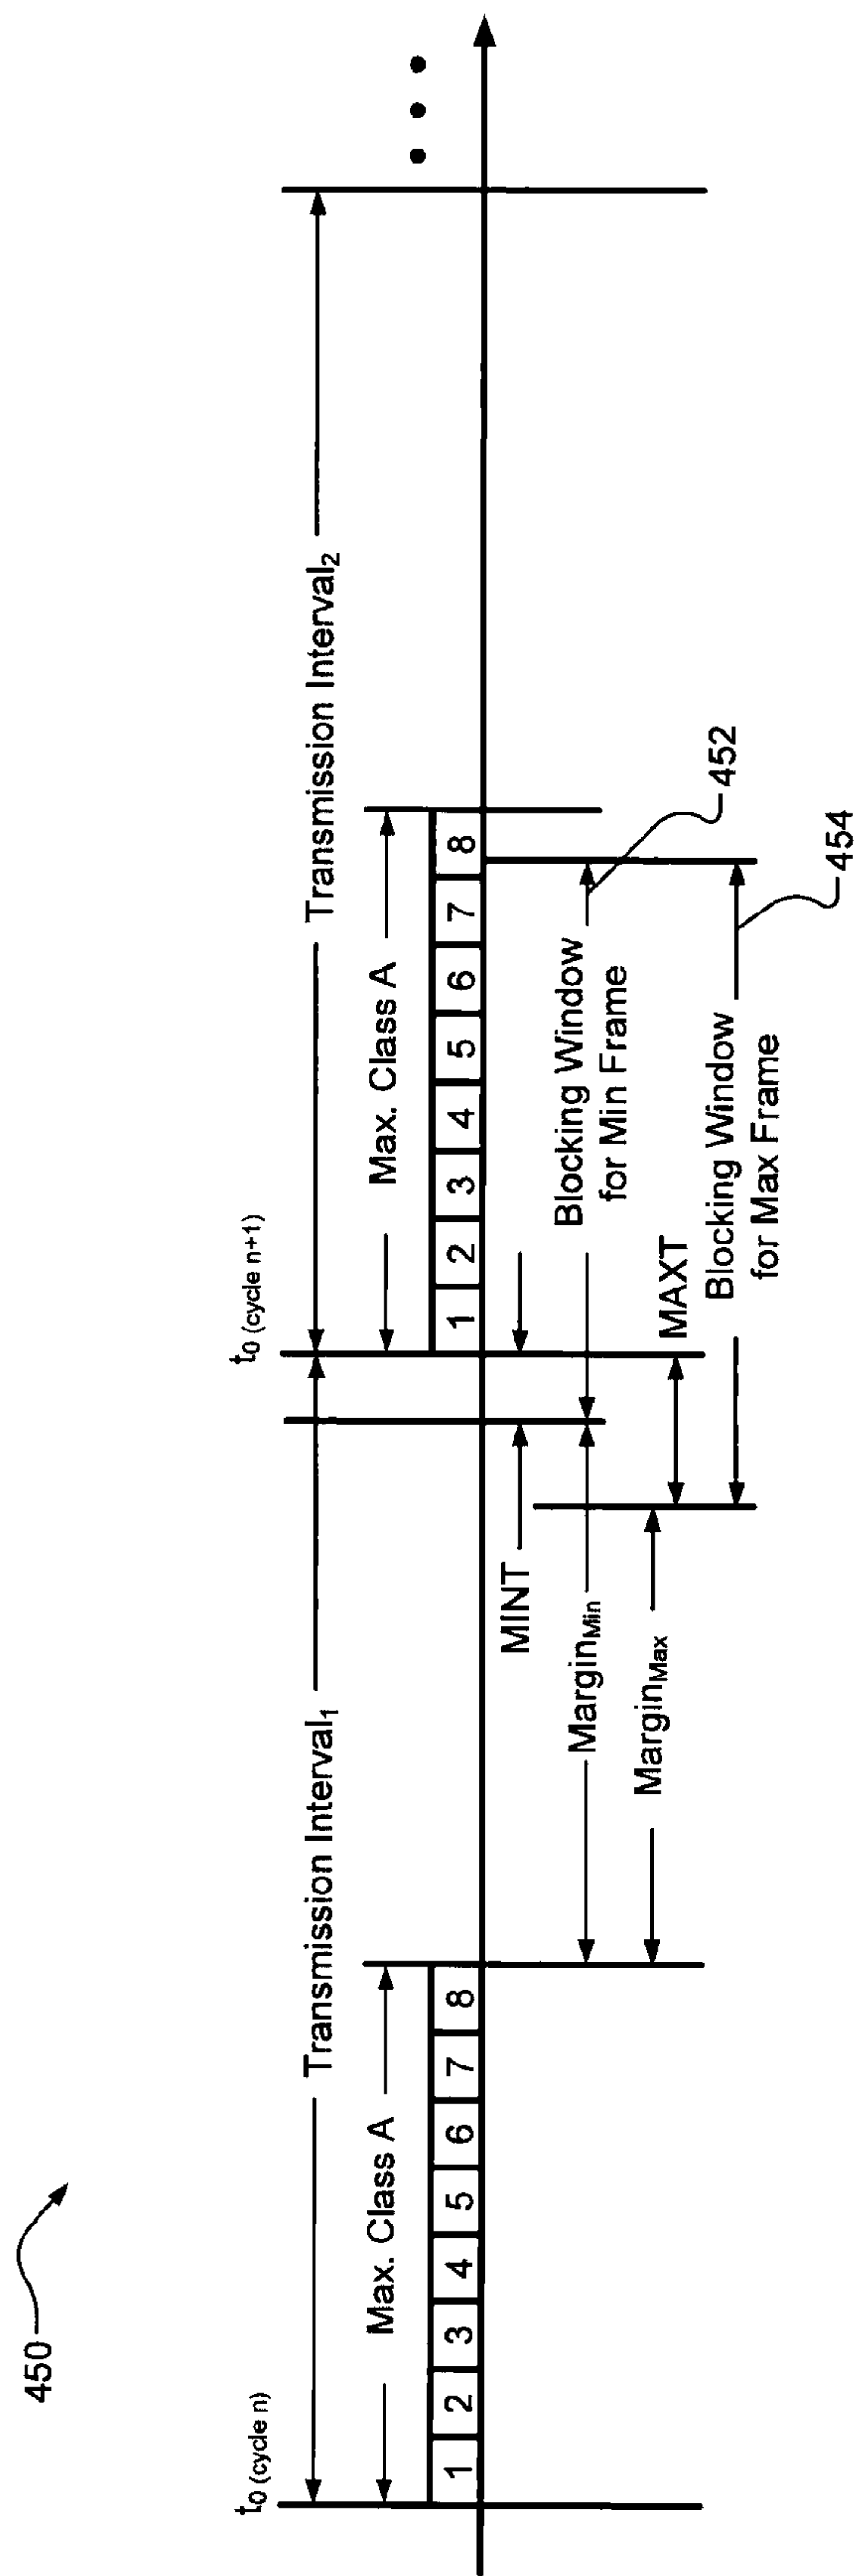 450
t0 (cycle n)
t0 (cycle n+1)
Transmission Interval1
Transmission Interval2
Max. Class A
Max. Class A
1 2 3 4 5 6 7 8
1 2 3 4 5 6 7 8
MINT
MarginMin
Blocking Window
for Min Frame
452
MarginMax
MAXT
Blocking Window
for Max Frame
454